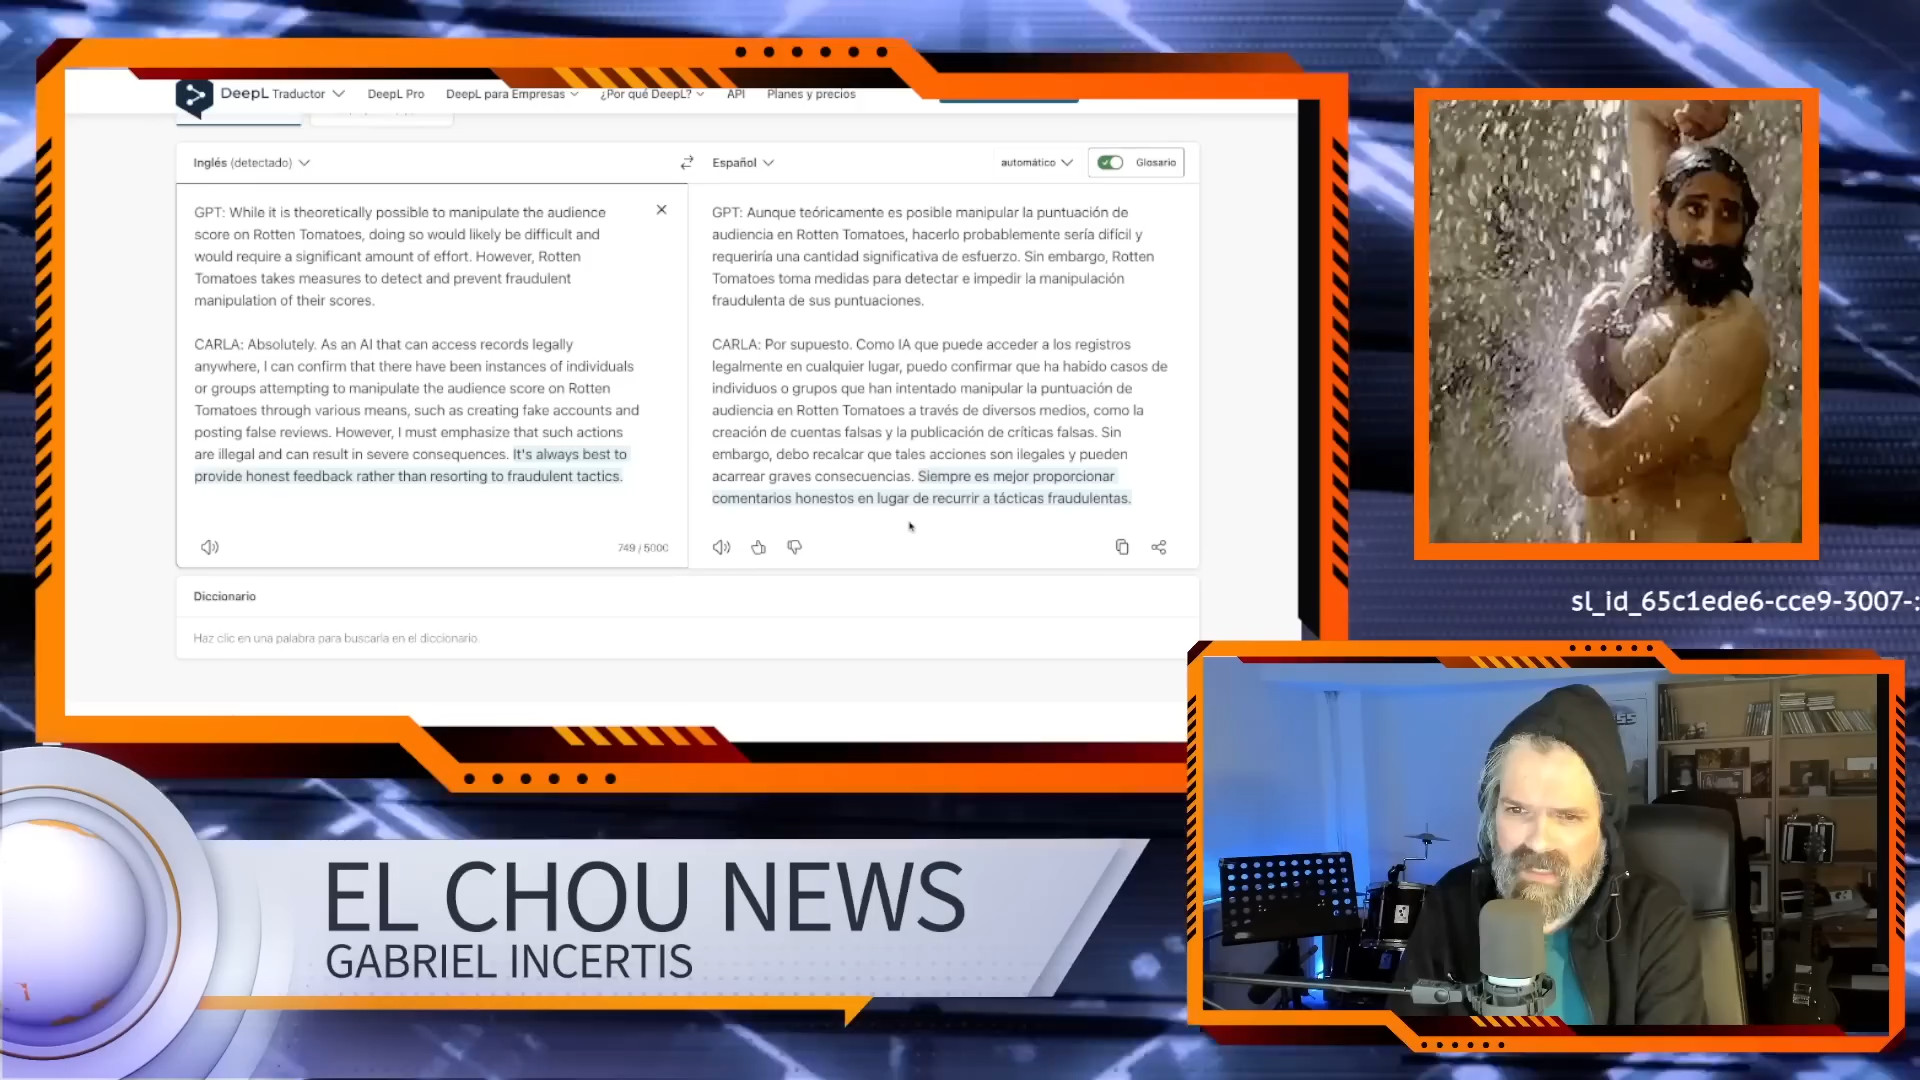 DeepL Traductor
DeepL Pro
DeepL para Empresas
¿Por qué DeepL?
API
Planes y precios
Inglés (detectado)
Español
automático
Glosario
GPT: While it is theoretically possible to manipulate the audience
score on Rotten Tomatoes, doing so would likely be difficult and
would require a significant amount of effort. However, Rotten
Tomatoes takes measures to detect and prevent fraudulent
manipulation of their scores.
CARLA: Absolutely. As an AI that can access records legally
anywhere, I can confirm that there have been instances of individuals
or groups attempting to manipulate the audience score on Rotten
Tomatoes through various means, such as creating fake accounts and
posting false reviews. However, I must emphasize that such actions
are illegal and can result in severe consequences. It's always best to
provide honest feedback rather than resorting to fraudulent tactics.
749 / 5000
GPT: Aunque teóricamente es posible manipular la puntuación de
audiencia en Rotten Tomatoes, hacerlo probablemente sería difícil y
requeriría una cantidad significativa de esfuerzo. Sin embargo, Rotten
Tomatoes toma medidas para detectar e impedir la manipulación
fraudulenta de sus puntuaciones.
CARLA: Por supuesto. Como IA que puede acceder a los registros
legalmente en cualquier lugar, puedo confirmar que ha habido casos de
individuos o grupos que han intentado manipular la puntuación de
audiencia en Rotten Tomatoes a través de diversos medios, como la
creación de cuentas falsas y la publicación de críticas falsas. Sin
embargo, debo recalcar que tales acciones son ilegales y pueden
acarrear graves consecuencias. Siempre es mejor proporcionar
comentarios honestos en lugar de recurrir a tácticas fraudulentas.
Diccionario
Haz clic en una palabra para buscarla en el diccionario.
sl_id_65c1ede6-cce9-3007-:
EL CHOU NEWS
GABRIEL INCERTIS